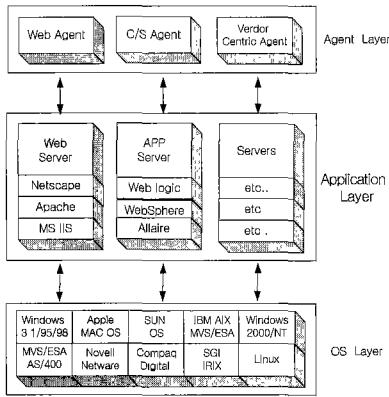 Web Agent
C/S Agent
Verdor
Centric Agent
Agent Layer
Web
Server
Netscape
Apache
MS IIS
APP
Server
Web logic
WebSphere
Allaire
Servers
etc..
etc
etc .
Application
Layer
Windows
3 1/95/98
Apple
MAC OS
SUN
OS
IBM AIX
MVS/ESA
Windows
2000/NT
MVS/ESA
AS/400
Novell
Netware
Compaq
Digital
SGI
IRIX
Linux
OS Layer